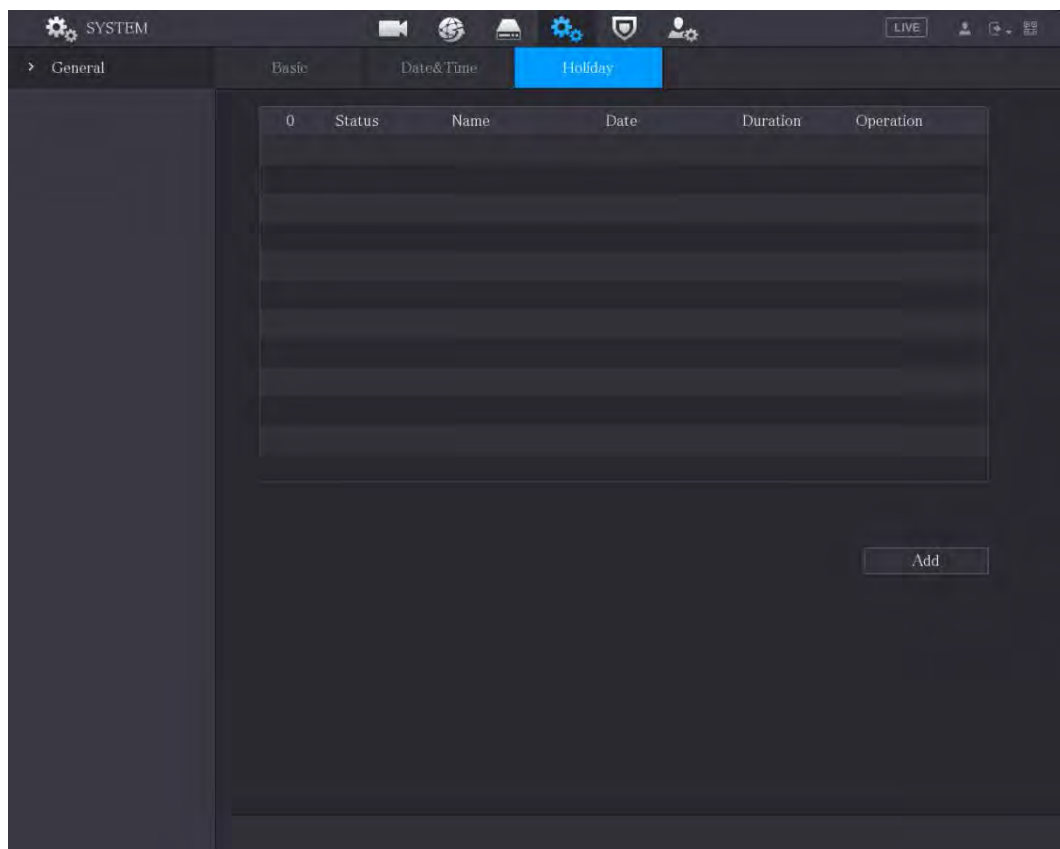 SYSTEM
LIVE
General
Basic Date&Time Holiday
0 Status Name Date Duration Operation
Add